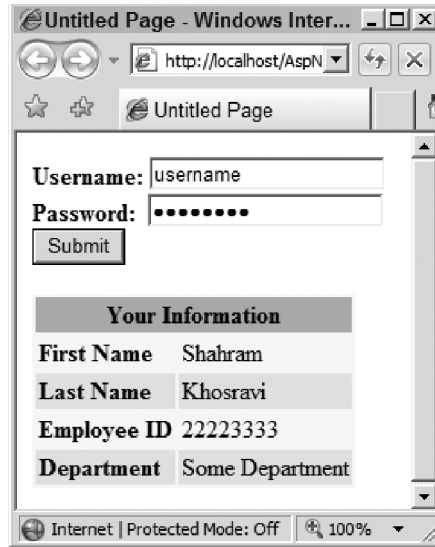 Untitled Page - Windows Inter...
http://localhost/AspN
Untitled Page
Username: username
Password: ••••••••
Submit
Your Information
First Name Shahram
Last Name Khosravi
Employee ID 22223333
Department Some Department
Internet | Protected Mode: Off 100%